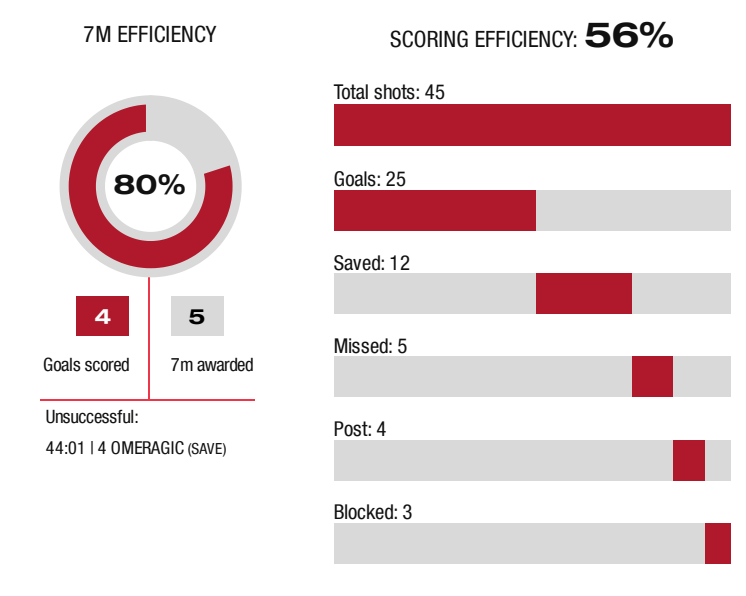 7M EFFICIENCY
80%
4
5
Goals scored
7m awarded
Unsuccessful:
44:01 | 4 OMERAGIC (SAVE)
SCORING EFFICIENCY: 56%
Total shots: 45
Goals: 25
Saved: 12
Missed: 5
Post: 4
Blocked: 3